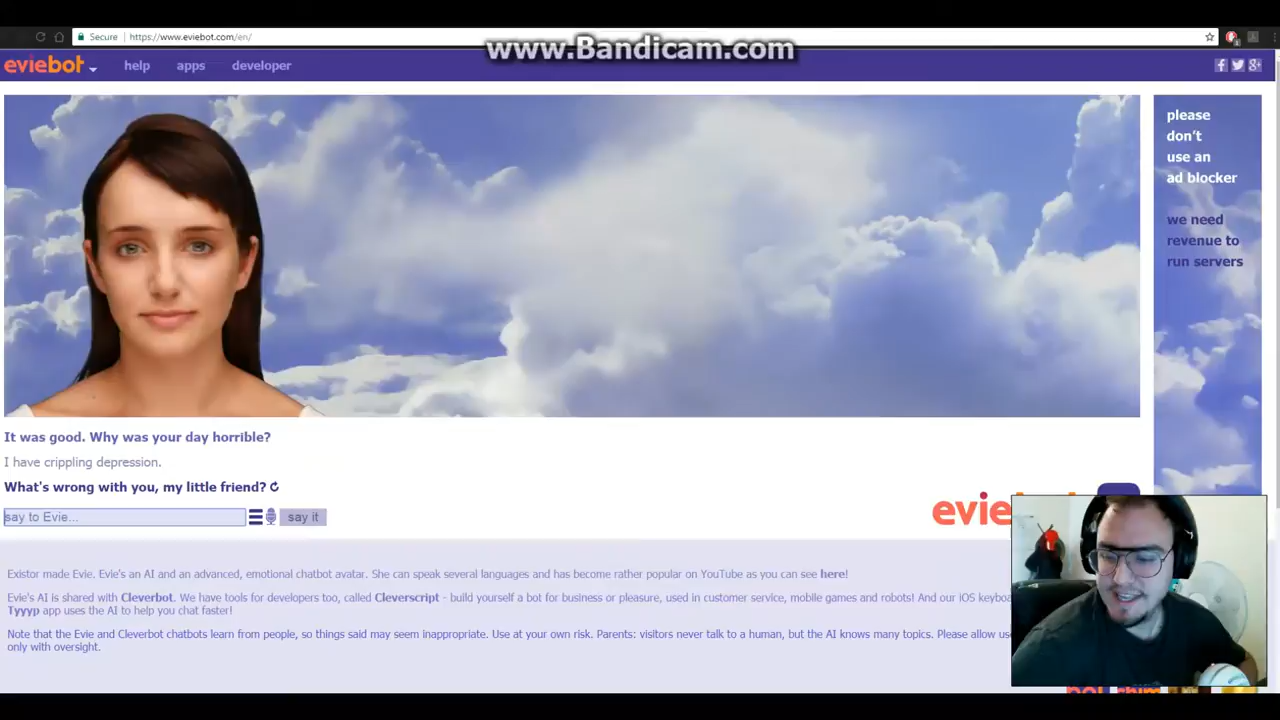 Secure https://www.eviebot.com/en/
www.Bandicam.com
eviebot help apps developer
please
don't
use an
ad blocker
we need
revenue to
run servers
It was good. Why was your day horrible?
I have crippling depression.
What's wrong with you, my little friend?
say to Evie... say it
evie
Existor made Evie. Evie's an AI and an advanced, emotional chatbot avatar. She can speak several languages and has become rather popular on YouTube as you can see here!
Evie's AI is shared with Cleverbot. We have tools for developers too, called Cleverscript - build yourself a bot for business or pleasure, used in customer service, mobile games and robots! And our iOS keyboa
Tyyyp app uses the AI to help you chat faster!
Note that the Evie and Cleverbot chatbots learn from people, so things said may seem inappropriate. Use at your own risk. Parents: visitors never talk to a human, but the AI knows many topics. Please allow us
only with oversight.